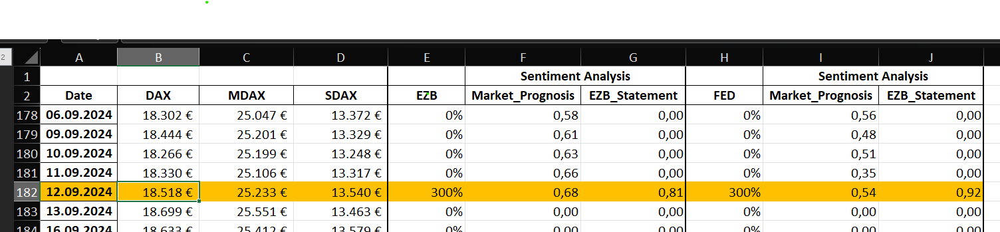 2
A B C D E F G H I J
1 Sentiment Analysis Sentiment Analysis
2 Date DAX MDAX SDAX EZB Market_Prognosis EZB_Statement FED Market_Prognosis EZB_Statement
178 06.09.2024 18.302 € 25.047 € 13.372 € 0% 0,58 0,00 0% 0,56 0,00
179 09.09.2024 18.444 € 25.201 € 13.329 € 0% 0,61 0,00 0% 0,48 0,00
180 10.09.2024 18.266 € 25.199 € 13.248 € 0% 0,63 0,00 0% 0,51 0,00
181 11.09.2024 18.330 € 25.106 € 13.317 € 0% 0,66 0,00 0% 0,35 0,00
182 12.09.2024 18.518 € 25.233 € 13.540 € 300% 0,68 0,81 300% 0,54 0,92
183 13.09.2024 18.699 € 25.551 € 13.463 € 0% 0,00 0,00 0% 0,00 0,00
184 16.09.2024 18.633 € 25.412 € 13.579 € 0% 0,00 0,00 0% 0,00 0,00